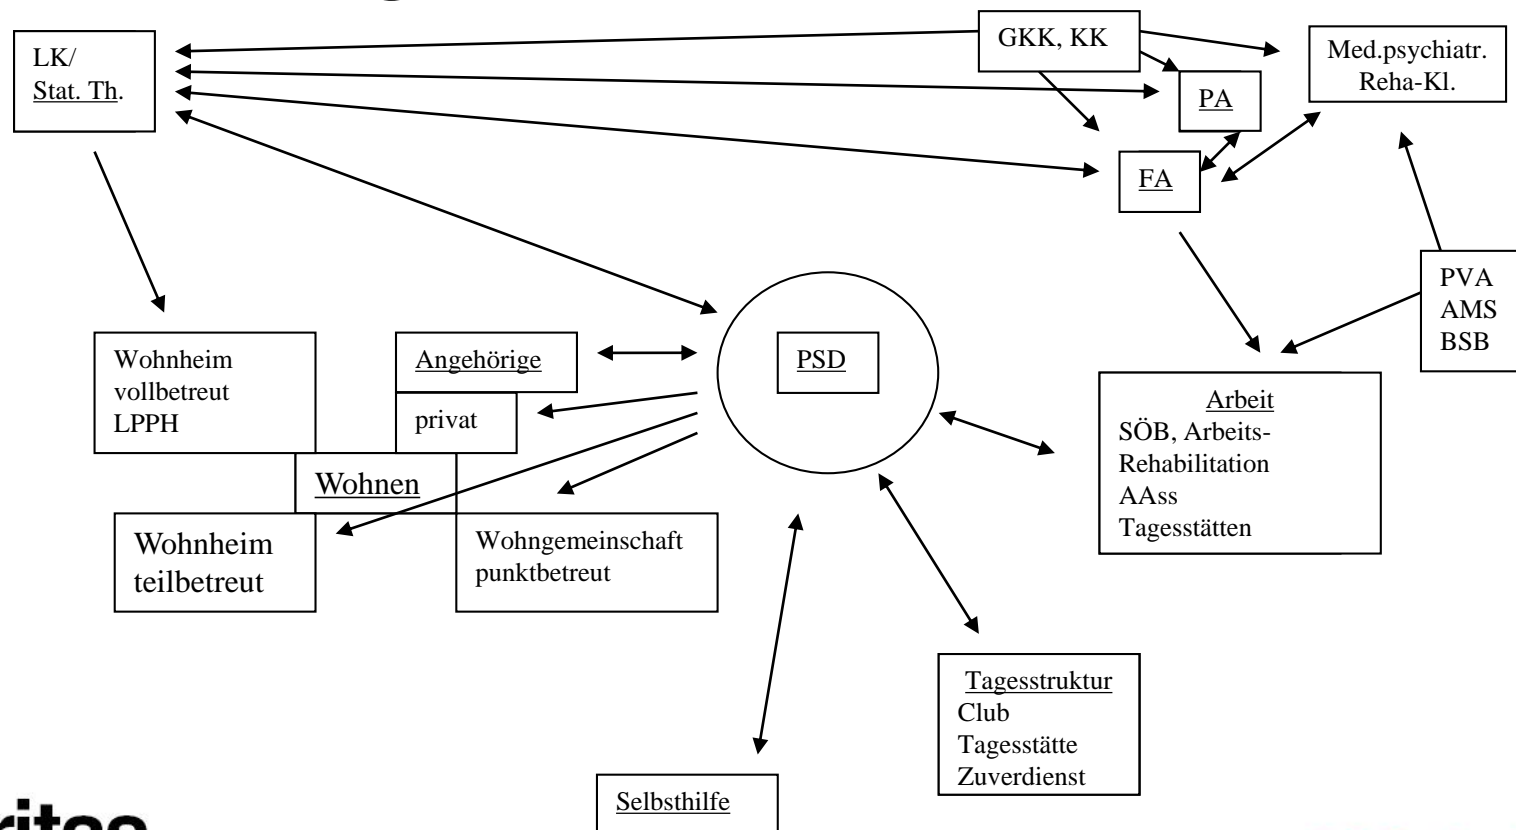 GKK, KK
LK/
Stat. Th.
Med.psychiatr.
Reha-Kl.
PA
FA
PVA
AMS
BSB
Wohnheim
vollbetreut
LPPH
Angehörige
privat
PSD
Arbeit
SÖB, Arbeits-
Rehabilitation
AAss
Tagesstätten
Wohnen
Wohnheim
teilbetreut
Wohngemeinschaft
punktbetreut
Tagesstruktur
Club
Tagesstätte
Zuverdienst
Selbsthilfe